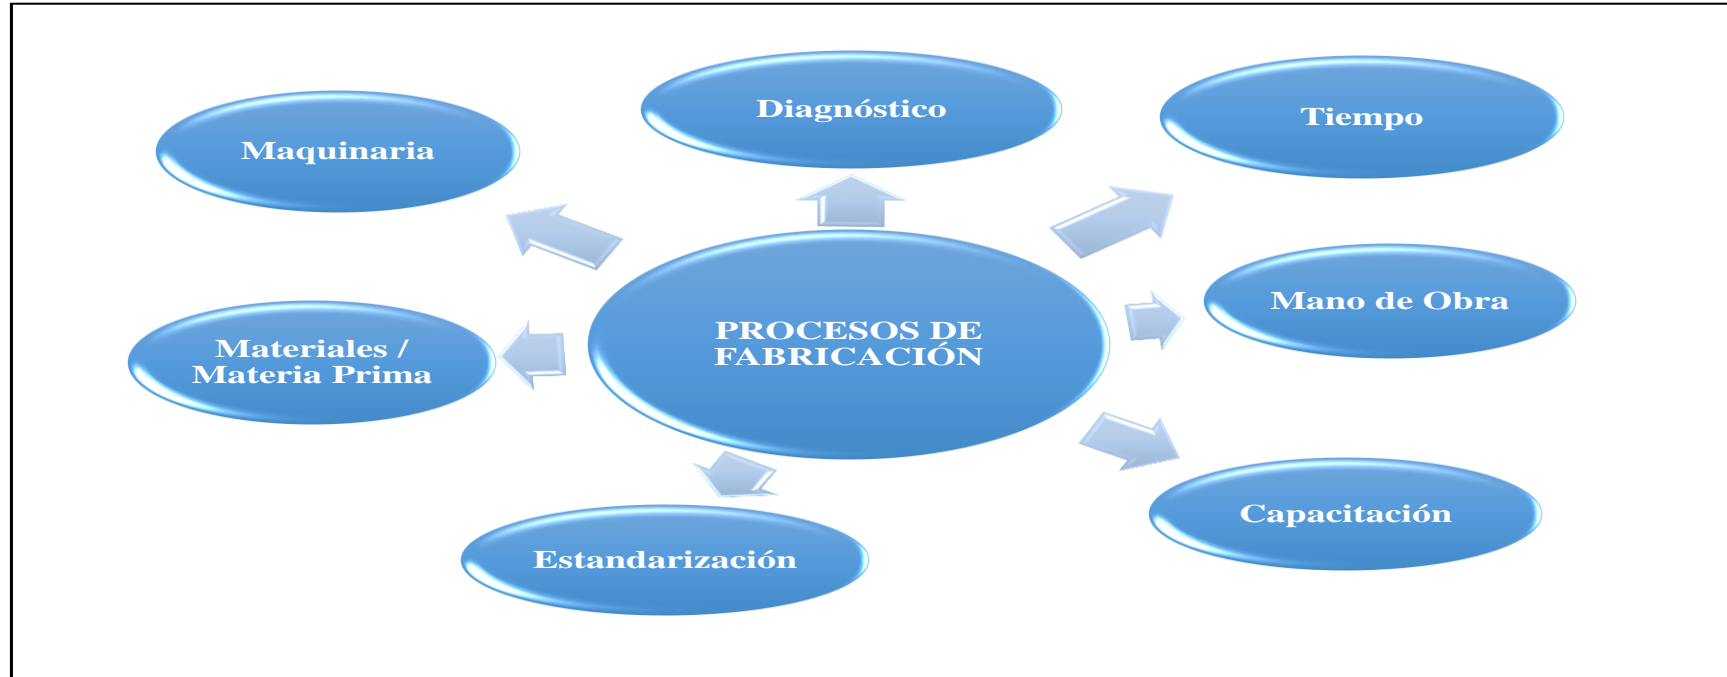 Diagnóstico
Tiempo
Maquinaria
Mano de Obra
PROCESOS DE
FABRICACIÓN
Materiales /
Materia Prima
Capacitación
Estandarización